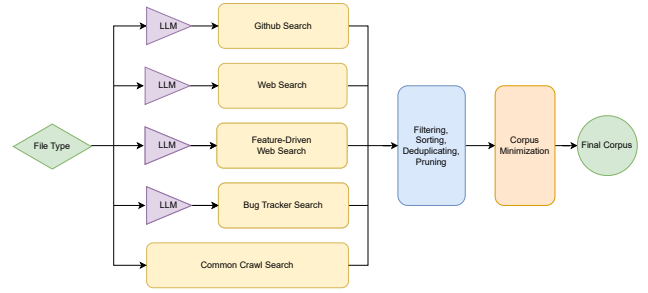 LLM
Github Search
LLM
Web Search
File Type
LLM
Feature-Driven
Web Search
LLM
Bug Tracker Search
Common Crawl Search
Filtering,
Sorting,
Deduplicating,
Pruning
Corpus
Minimization
Final Corpus